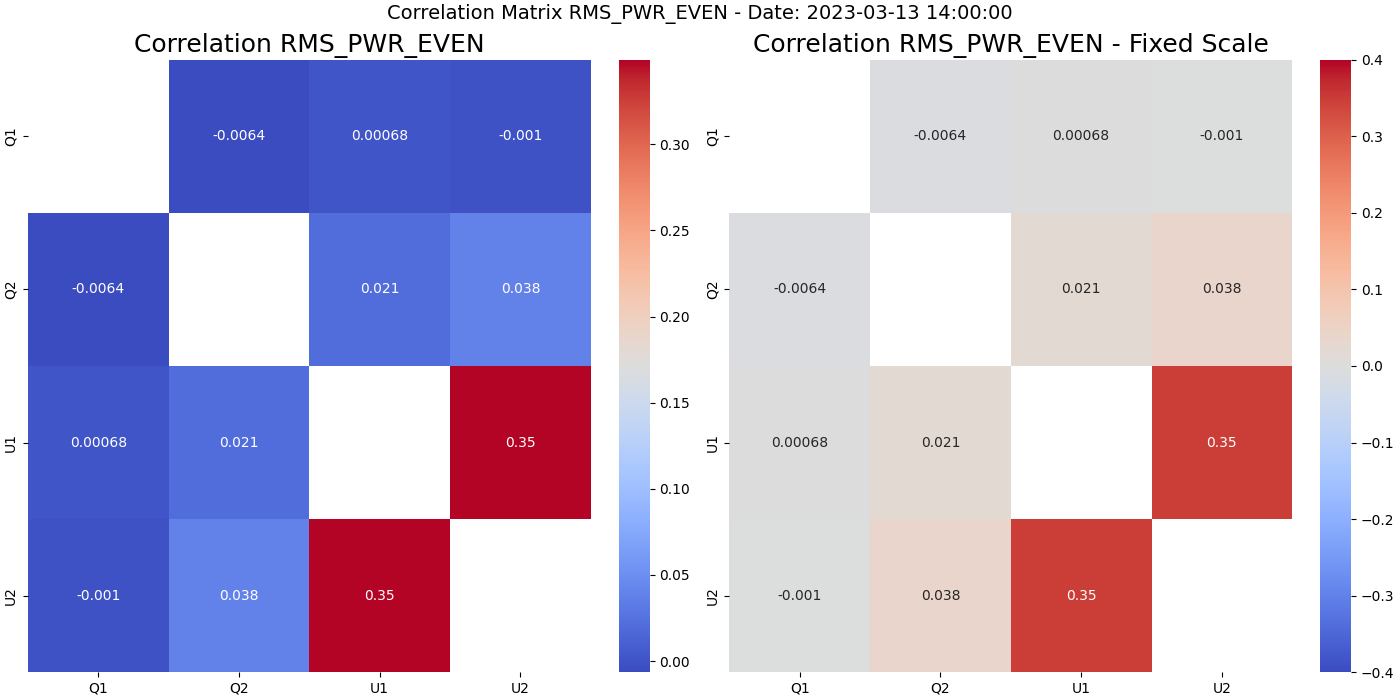 Correlation Matrix RMS_PWR_EVEN - Date: 2023-03-13 14:00:00
Correlation RMS_PWR_EVEN
Q1
-0.0064
0.00068
-0.001
Q2
-0.0064
0.021
0.038
U1
0.00068
0.021
0.35
U2
-0.001
0.038
0.35
Q1
Q2
U1
U2
0.30
0.25
0.20
0.15
0.10
0.05
0.00
Correlation RMS_PWR_EVEN - Fixed Scale
Q1
-0.0064
0.00068
-0.001
Q2
-0.0064
0.021
0.038
U1
0.00068
0.021
0.35
U2
-0.001
0.038
0.35
Q1
Q2
U1
U2
0.4
0.3
0.2
0.1
0.0
−0.1
−0.2
−0.3
−0.4